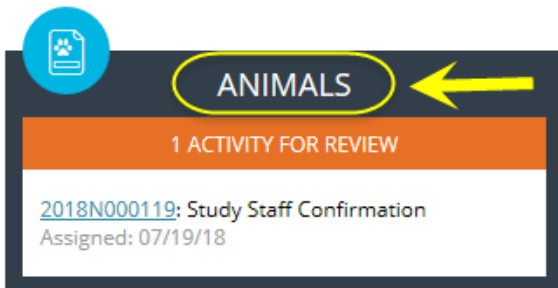 ANIMALS
1 ACTIVITY FOR REVIEW
2018N000119: Study Staff Confirmation
Assigned: 07/19/18